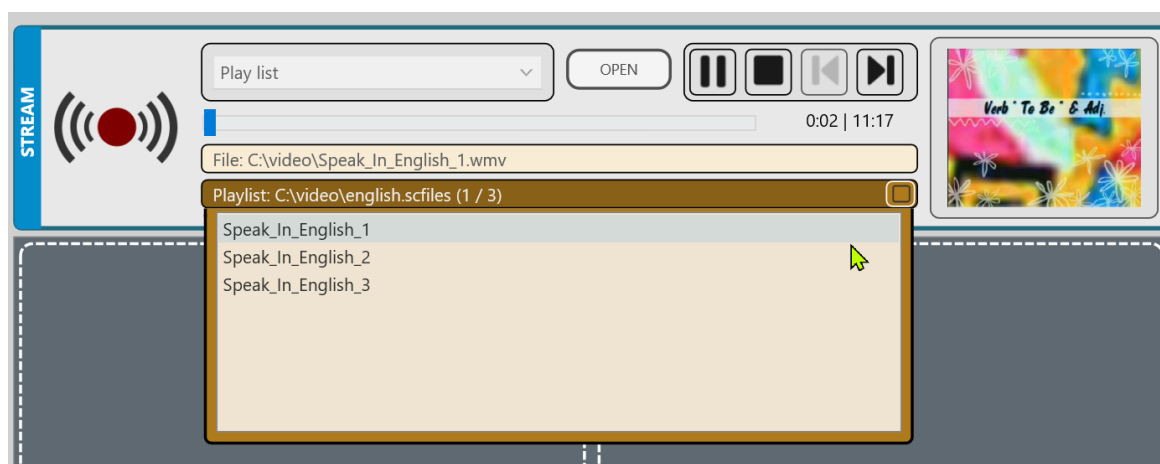 STREAM
Play list
OPEN
0:02 | 11:17
File: C:\video\Speak_In_English_1.wmv
Playlist: C:\video\english.scfiles (1 / 3)
Speak_In_English_1
Speak_In_English_2
Speak_In_English_3
Verb " To Be " & Adj.